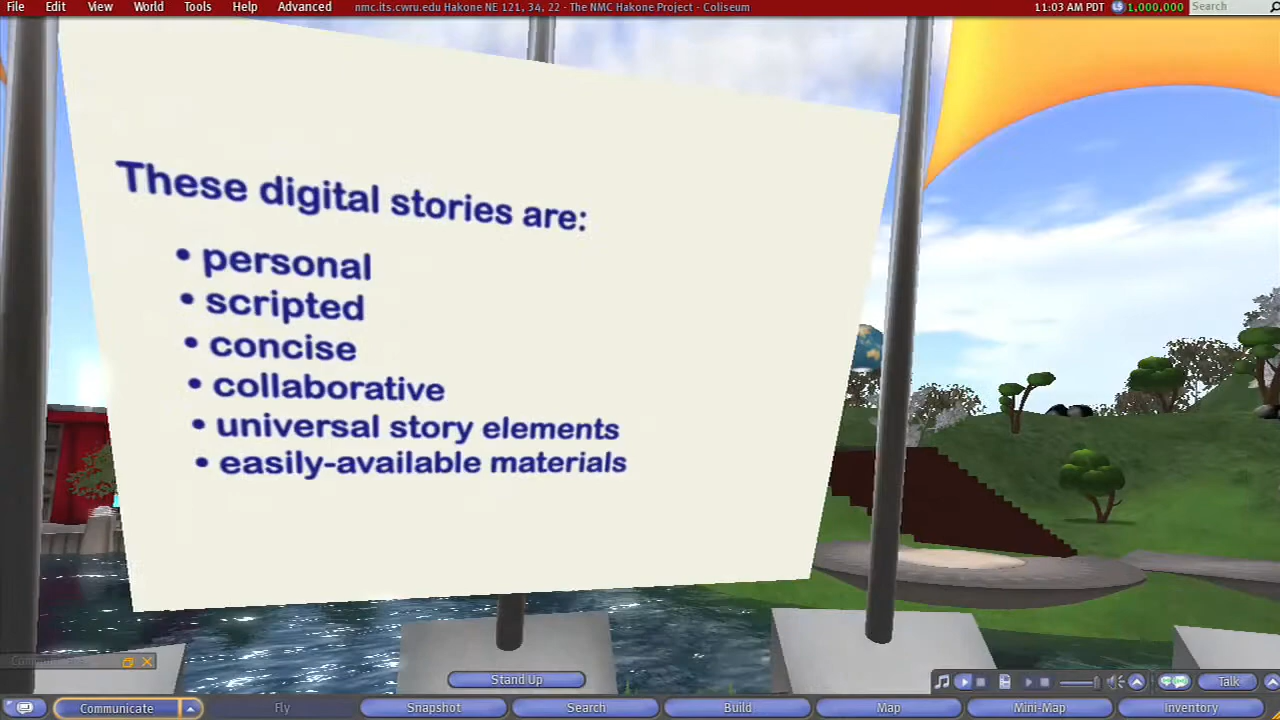 File Edit View World Tools Help Advanced nmc.its.cwru.edu Hakone NE 121, 34, 22 - The NMC Hakone Project - Coliseum 11:03 AM PDT L$ 1,000,000 Search
These digital stories are:
• personal
• scripted
• concise
• collaborative
• universal story elements
• easily-available materials
Stand Up
Talk
Communicate Fly Snapshot Search Build Map Mini-Map Inventory